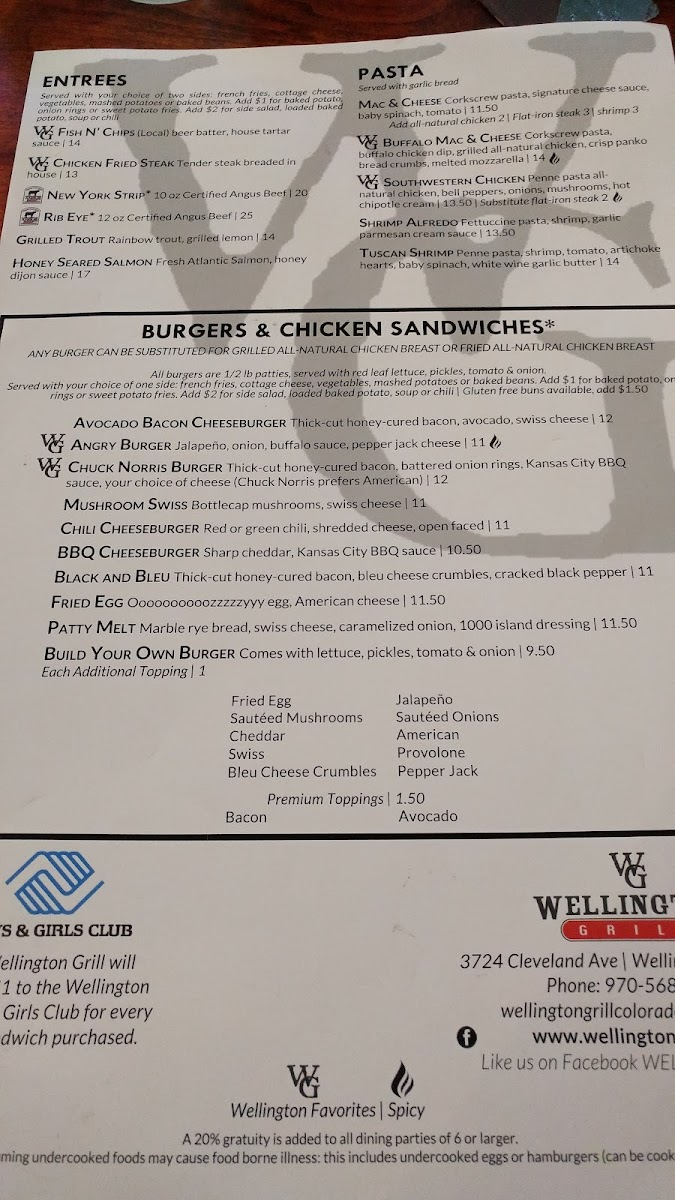 ENTREES
Served with your choice of two sides: french fries, cottage cheese,
vegetables, mashed potatoes or baked beans. Add $1 for baked potato,
onion rings or sweet potato fries. Add $2 for side salad, loaded baked
potato, soup or chili
WG FISH N' CHIPS (Local) beer batter, house tartar
sauce | 14
WG CHICKEN FRIED STEAK Tender steak breaded in
house | 13
NEW YORK STRIP* 10 oz Certified Angus Beef | 20
RIB EYE* 12 oz Certified Angus Beef | 25
GRILLED TROUT Rainbow trout, grilled lemon | 14
HONEY SEARED SALMON Fresh Atlantic Salmon, honey
dijon sauce | 17
PASTA
Served with garlic bread
MAC & CHEESE Corkscrew pasta, signature cheese sauce,
baby spinach, tomato | 11.50
Add all-natural chicken 2 | Flat-iron steak 3 | shrimp 3
WG BUFFALO MAC & CHEESE Corkscrew pasta,
buffalo chicken dip, grilled all-natural chicken, crisp panko
bread crumbs, melted mozzarella | 14
WG SOUTHWESTERN CHICKEN Penne pasta all-
natural chicken, bell peppers, onions, mushrooms, hot
chipotle cream | 13.50 | Substitute flat-iron steak 2
SHRIMP ALFREDO Fettuccine pasta, shrimp, garlic
parmesan cream sauce | 13.50
TUSCAN SHRIMP Penne pasta, shrimp, tomato, artichoke
hearts, baby spinach, white wine garlic butter | 14
BURGERS & CHICKEN SANDWICHES*
ANY BURGER CAN BE SUBSTITUTED FOR GRILLED ALL-NATURAL CHICKEN BREAST OR FRIED ALL-NATURAL CHICKEN BREAST
All burgers are 1/2 lb patties, served with red leaf lettuce, pickles, tomato & onion.
Served with your choice of one side: french fries, cottage cheese, vegetables, mashed potatoes or baked beans. Add $1 for baked potato, on
rings or sweet potato fries. Add $2 for side salad, loaded baked potato, soup or chili | Gluten free buns available, add $1.50
AVOCADO BACON CHEESEBURGER Thick-cut honey-cured bacon, avocado, swiss cheese | 12
WG ANGRY BURGER Jalapeño, onion, buffalo sauce, pepper jack cheese | 11
WG CHUCK NORRIS BURGER Thick-cut honey-cured bacon, battered onion rings, Kansas City BBQ
sauce, your choice of cheese (Chuck Norris prefers American) | 12
MUSHROOM SWISS Bottlecap mushrooms, swiss cheese | 11
CHILI CHEESEBURGER Red or green chili, shredded cheese, open faced | 11
BBQ CHEESEBURGER Sharp cheddar, Kansas City BBQ sauce | 10.50
BLACK AND BLEU Thick-cut honey-cured bacon, bleu cheese crumbles, cracked black pepper | 11
FRIED EGG Oooooooooozzzzzyyy egg, American cheese | 11.50
PATTY MELT Marble rye bread, swiss cheese, caramelized onion, 1000 island dressing | 11.50
BUILD YOUR OWN BURGER Comes with lettuce, pickles, tomato & onion | 9.50
Each Additional Topping | 1
Fried Egg Jalapeño
Sautéed Mushrooms Sautéed Onions
Cheddar American
Swiss Provolone
Bleu Cheese Crumbles Pepper Jack
Premium Toppings | 1.50
Bacon Avocado
'S & GIRLS CLUB
ellington Grill will
1 to the Wellington
Girls Club for every
dwich purchased.
WG
WELLINGT
GRIL
3724 Cleveland Ave | Welli
Phone: 970-568
wellingtongrillcolorad
www.wellington
Like us on Facebook WEL
WG
Wellington Favorites | Spicy
A 20% gratuity is added to all dining parties of 6 or larger.
ming undercooked foods may cause food borne illness: this includes undercooked eggs or hamburgers (can be cook